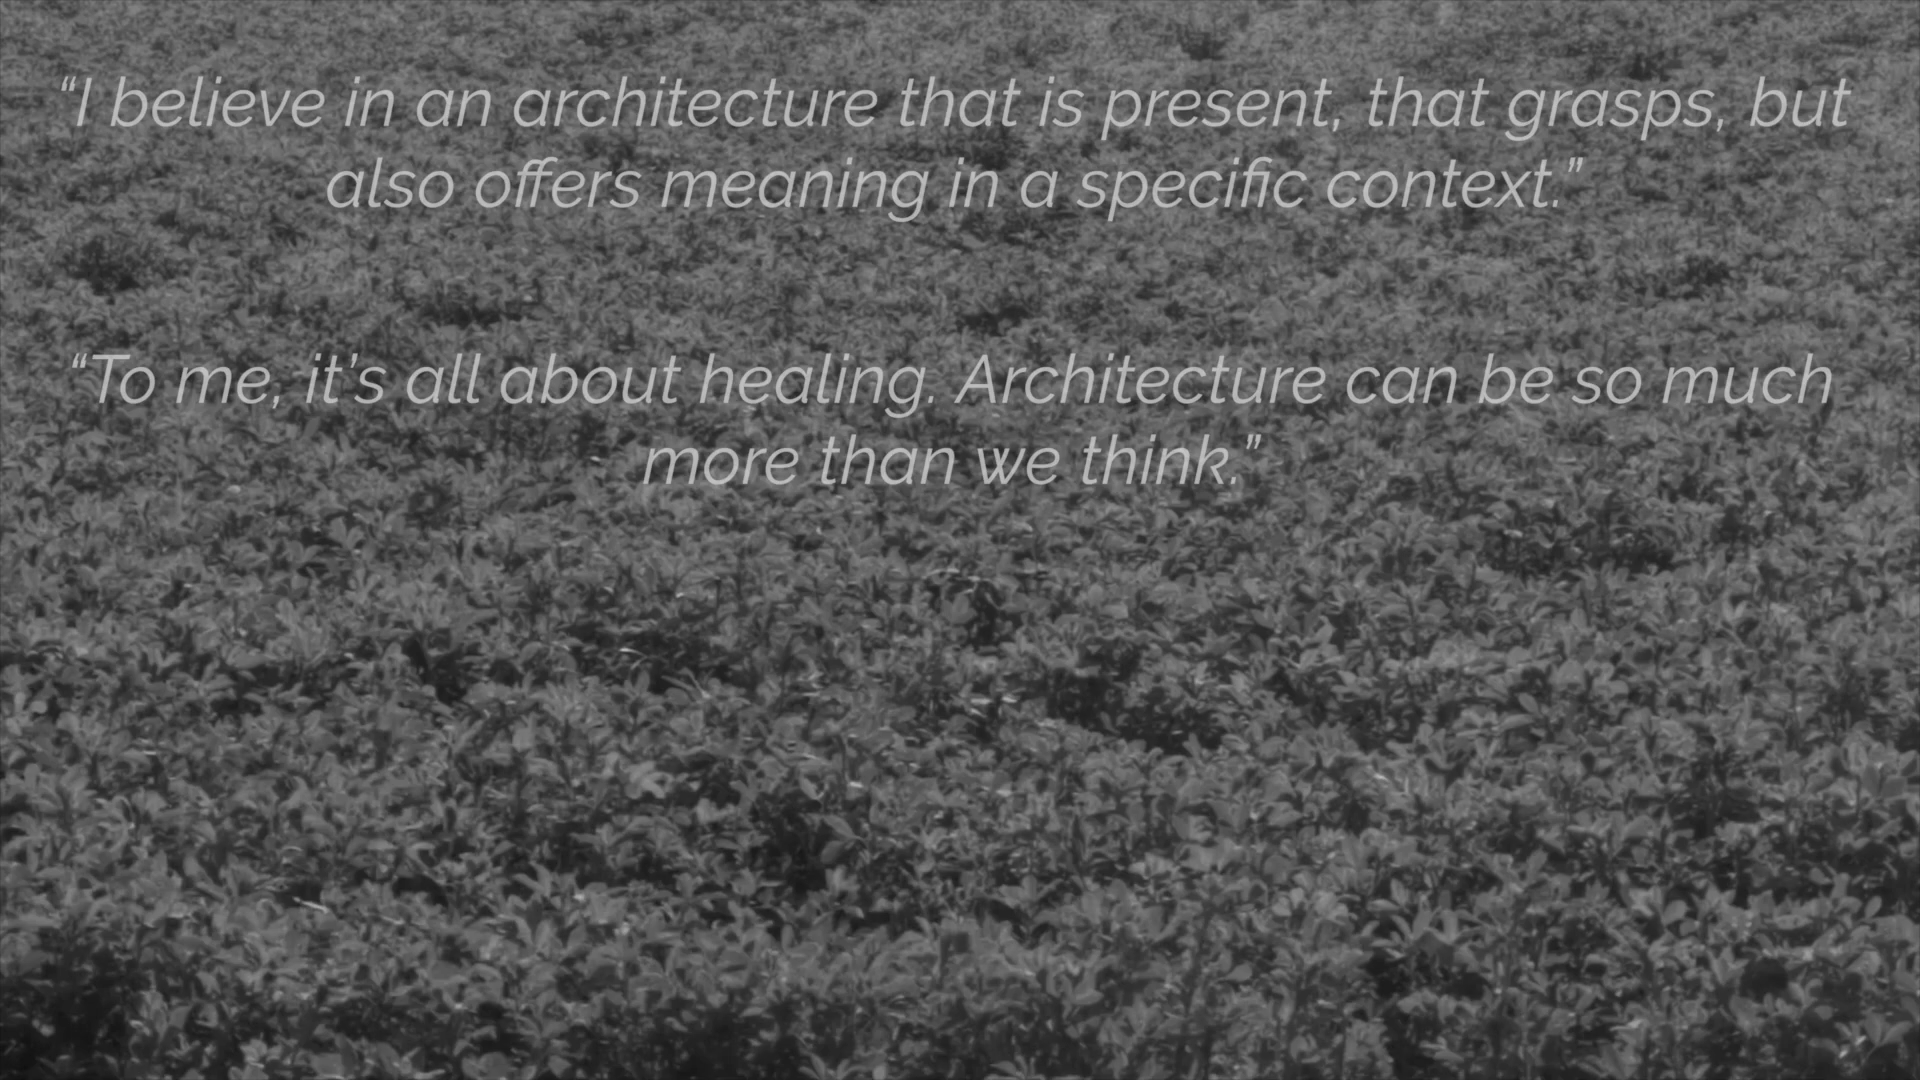 “I believe in an architecture that is present, that grasps, but
also offers meaning in a specific context.”
“To me, it’s all about healing. Architecture can be so much
more than we think.”